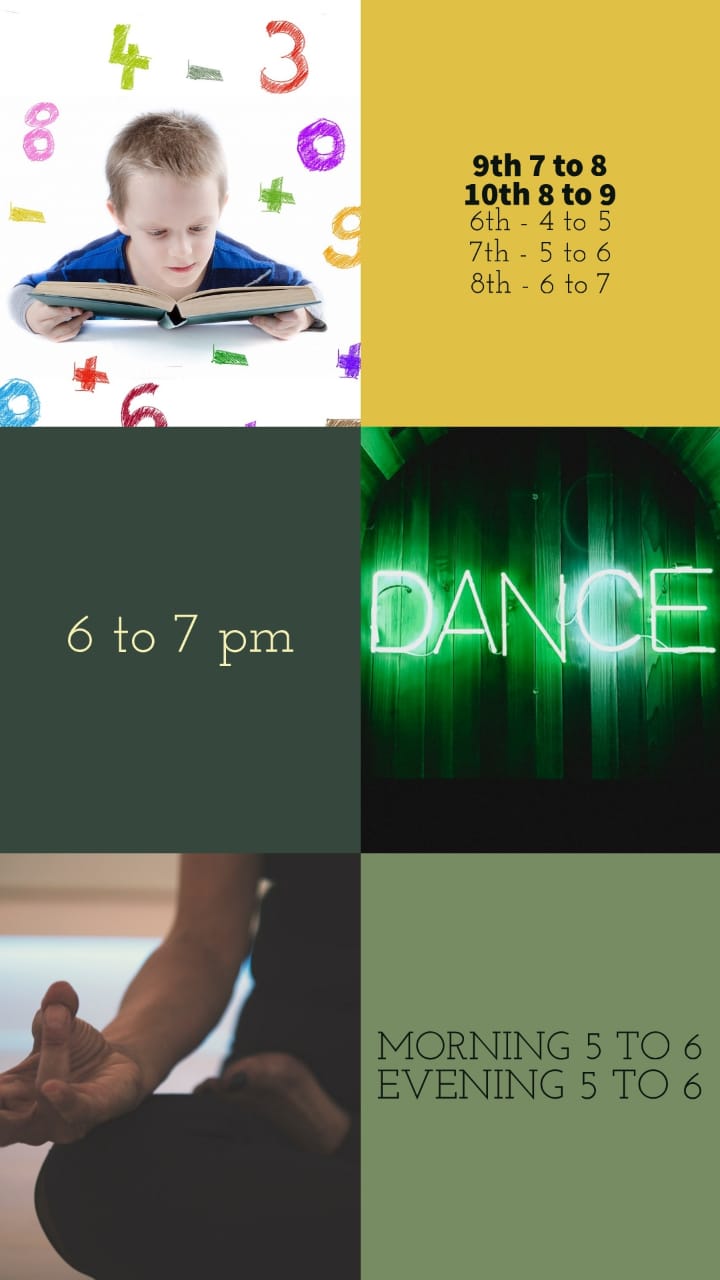 4 - 3
8
0
+
-
9
9th 7 to 8
10th 8 to 9
6th - 4 to 5
7th - 5 to 6
8th - 6 to 7
-
+
+
9
6
6 to 7 pm
DANCE
MORNING 5 TO 6
EVENING 5 TO 6